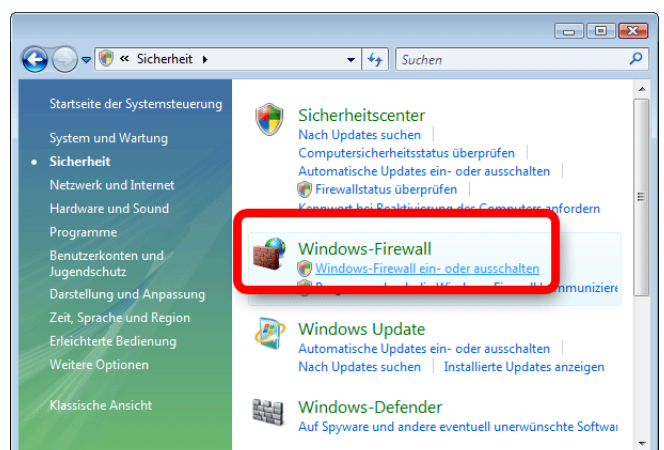 « Sicherheit
Suchen
Startseite der Systemsteuerung
System und Wartung
Sicherheit
Netzwerk und Internet
Hardware und Sound
Programme
Benutzerkonten und
Jugendschutz
Darstellung und Anpassung
Zeit, Sprache und Region
Erleichterte Bedienung
Weitere Optionen
Klassische Ansicht
Sicherheitscenter
Nach Updates suchen
Computersicherheitsstatus überprüfen
Automatische Updates ein- oder ausschalten
Firewallstatus überprüfen
Kennwort bei Reaktivierung des Computers anfordern
Windows-Firewall
Windows-Firewall ein- oder ausschalten
Windows Update
Automatische Updates ein- oder ausschalten
Nach Updates suchen Installierte Updates anzeigen
Windows-Defender
Auf Spyware und andere eventuell unerwünschte